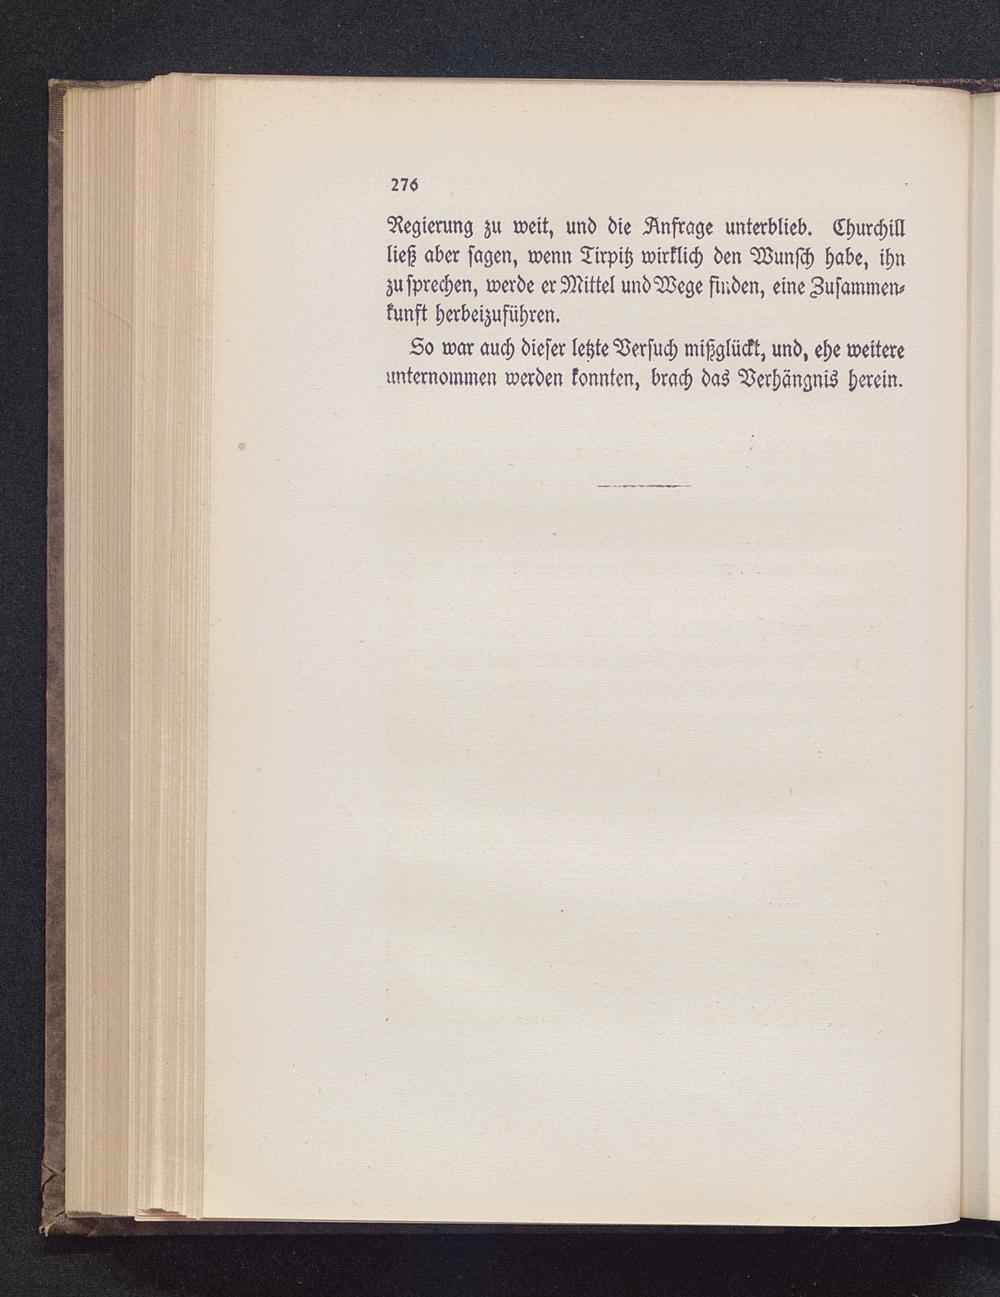 276
Regierung zu weit, und die Anfrage unterblieb. Churchill
ließ aber sagen, wenn Tirpitz wirklich den Wunsch habe, ihn
zu sprechen, werde er Mittel und Wege finden, eine Zusammen-
kunft herbeizuführen.
So war auch dieser letzte Versuch mißglückt, und, ehe weitere
unternommen werden konnten, brach das Verhängnis herein.